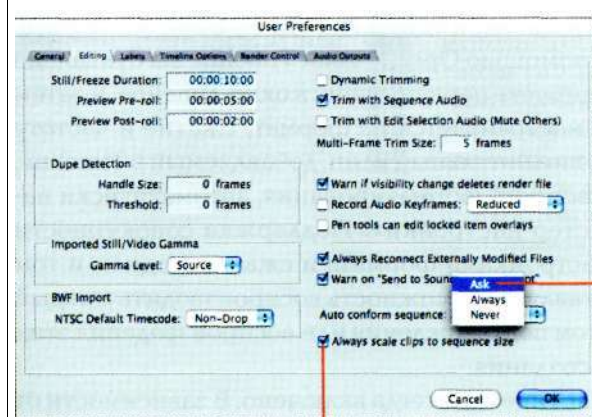 User Preferences
General Editing Labels Timeline Options Render Control Audio Outputs
Still/Freeze Duration: 00:00:10:00
Preview Pre-roll: 00:00:05:00
Preview Post-roll: 00:00:02:00
Dupe Detection
Handle Size: 0 frames
Threshold: 0 frames
Imported Still/Video Gamma
Gamma Level: Source
BWF Import
NTSC Default Timecode: Non-Drop
Dynamic Trimming
Trim with Sequence Audio
Trim with Edit Selection Audio (Mute Others)
Multi-Frame Trim Size: 5 frames
Warn if visibility change deletes render file
Record Audio Keyframes: Reduced
Pen tools can edit locked item overlays
Always Reconnect Externally Modified Files
Warn on "Send to
Ask
Always
Never
Auto conform sequence:
Always scale clips to sequence size
Cancel OK